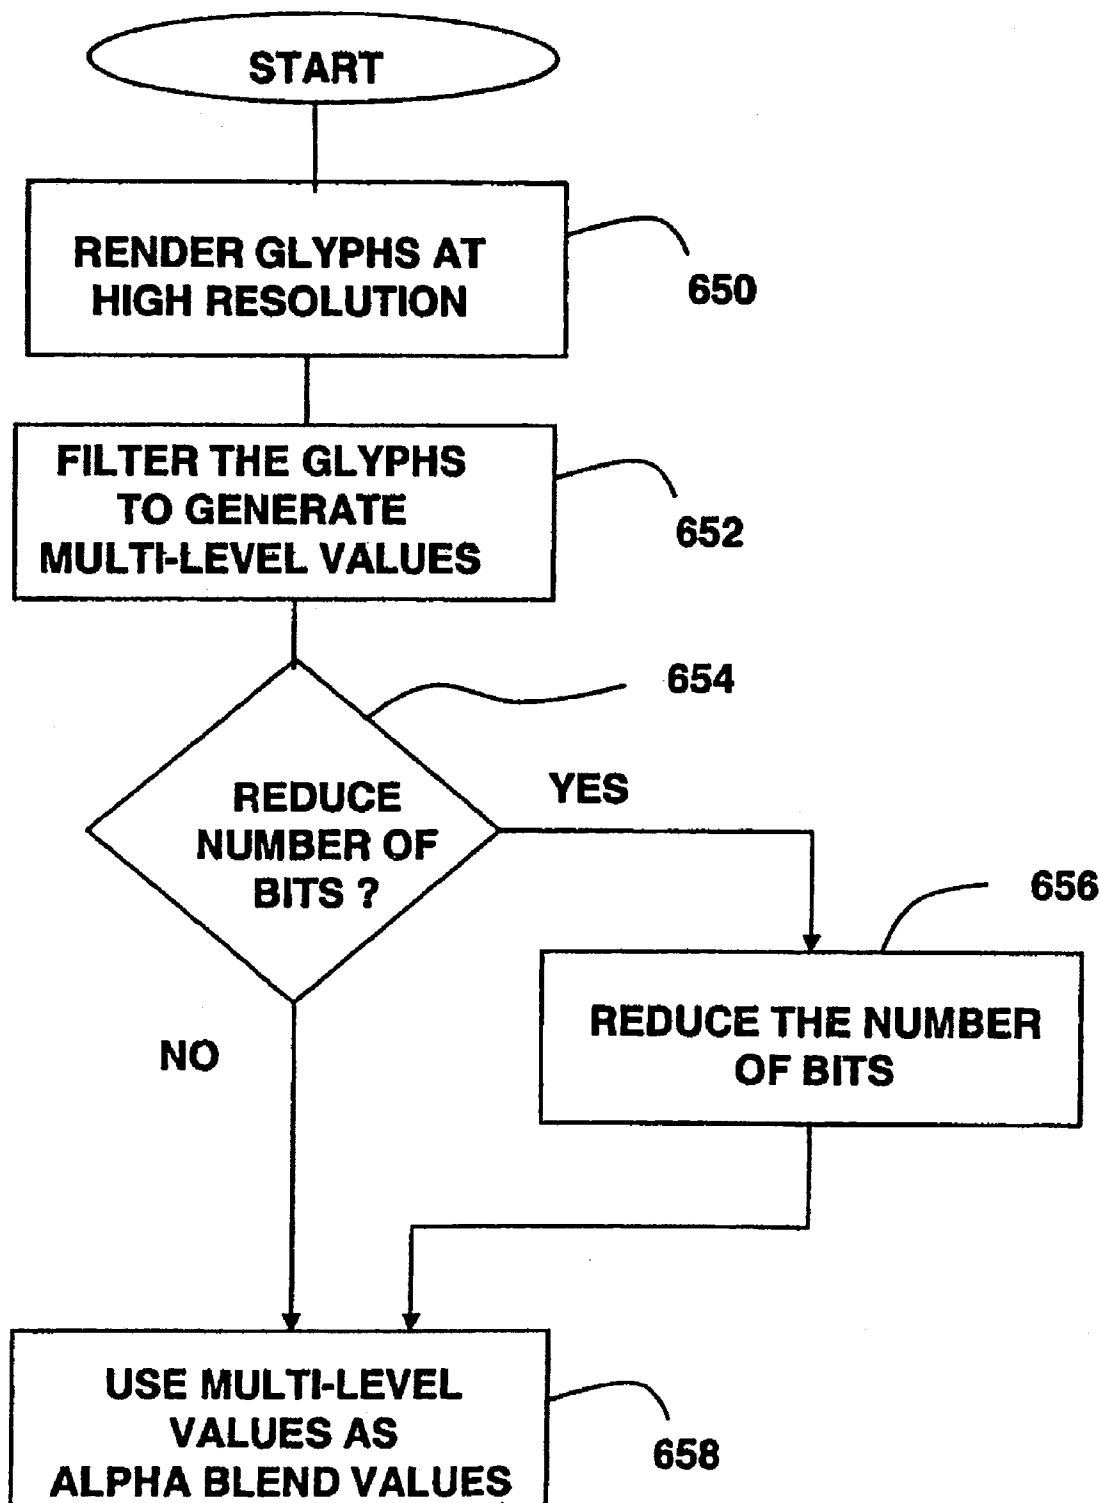 START
RENDER GLYPHS AT
HIGH RESOLUTION
650
FILTER THE GLYPHS
TO GENERATE
MULTI-LEVEL VALUES
652
654
REDUCE
NUMBER OF
BITS ?
YES
656
REDUCE THE NUMBER
OF BITS
NO
USE MULTI-LEVEL
VALUES AS
ALPHA BLEND VALUES
658